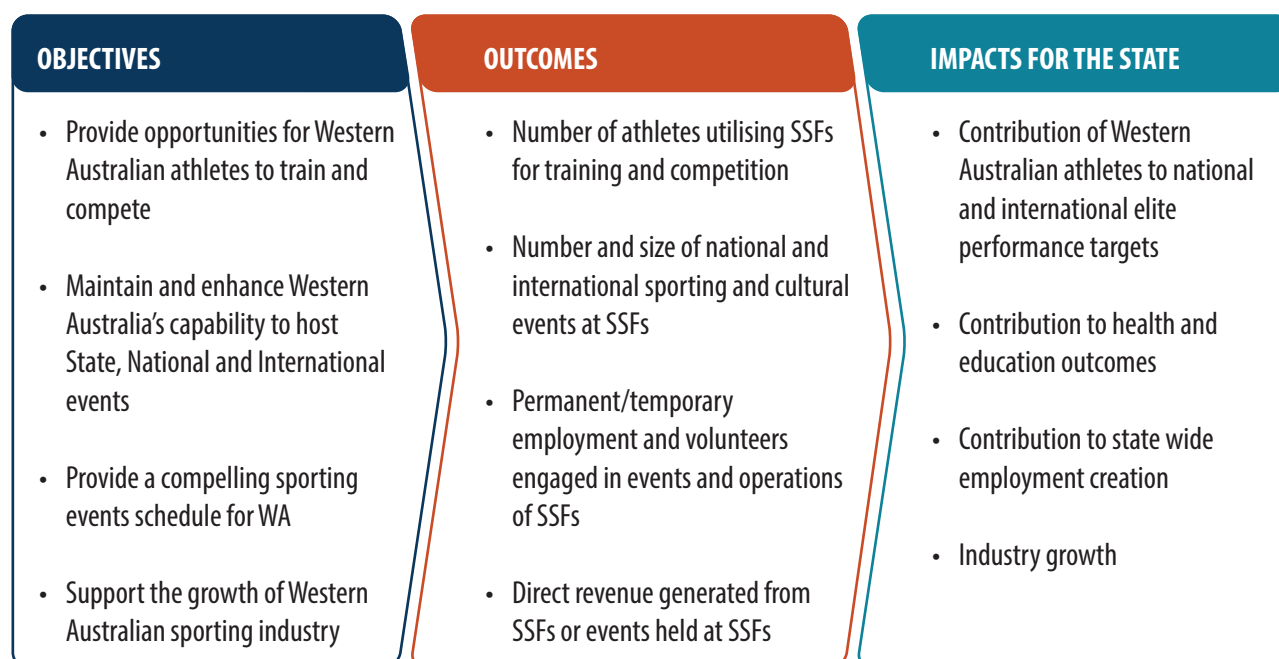 OBJECTIVES
• Provide opportunities for Western
Australian athletes to train and
compete
• Maintain and enhance Western
Australia’s capability to host
State, National and International
events
• Provide a compelling sporting
events schedule for WA
• Support the growth of Western
Australian sporting industry
OUTCOMES
• Number of athletes utilising SSFs
for training and competition
• Number and size of national and
international sporting and cultural
events at SSFs
• Permanent/temporary
employment and volunteers
engaged in events and operations
of SSFs
• Direct revenue generated from
SSFs or events held at SSFs
IMPACTS FOR THE STATE
• Contribution of Western
Australian athletes to national
and international elite
performance targets
• Contribution to health and
education outcomes
• Contribution to state wide
employment creation
• Industry growth